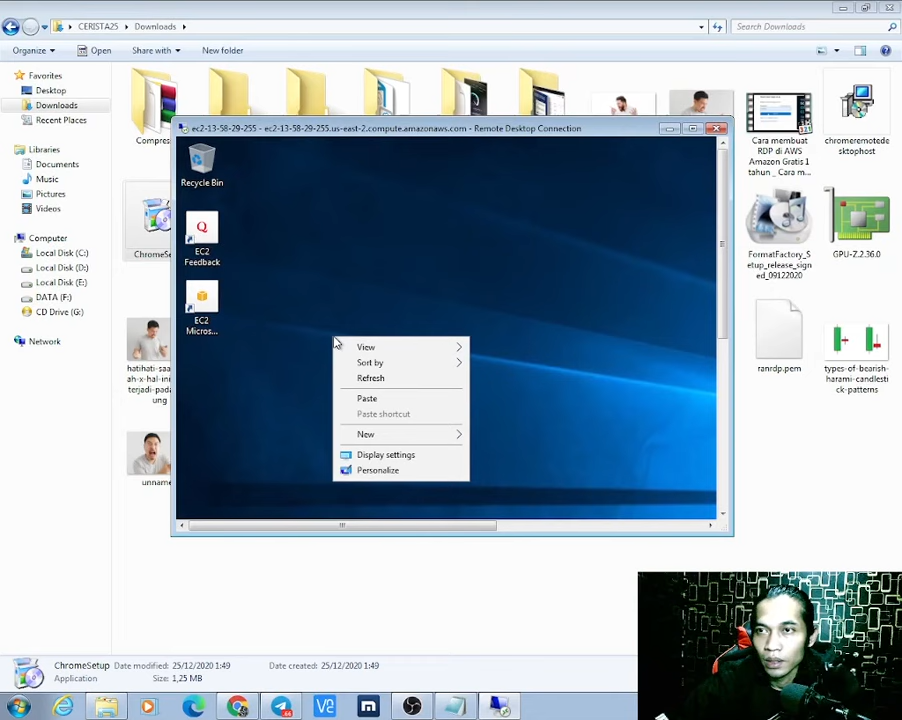 CERISTA25 ▸ Downloads ▸
Search Downloads
Organize
Open
Share with
New folder
Favorites
Desktop
Downloads
Recent Places
Libraries
Documents
Music
Pictures
Videos
Computer
Local Disk (C:)
Local Disk (D:)
Local Disk (E:)
DATA (F:)
CD Drive (G:)
Network
Compres
ChromeSe
hatihati-saa
ah-x-hal-ini
terjadi-pada
ung
unname
ec2-13-58-29-255 - ec2-13-58-29-255.us-east-2.compute.amazonaws.com - Remote Desktop Connection
Recycle Bin
EC2
Feedback
EC2
Micros...
View
Sort by
Refresh
Paste
Paste shortcut
New
Display settings
Personalize
321
Cara membuat
RDP di AWS
Amazon Gratis 1
tahun _ Cara m...
chromeremotede
sktophost
FormatFactory_S
etup_release_sign
ed_09122020
GPU-Z.2.36.0
ranrdp.pem
types-of-bearish-
harami-candlestic
k-patterns
ChromeSetup Date modified: 25/12/2020 1:49 Date created: 25/12/2020 1:49
Application Size: 1,25 MB